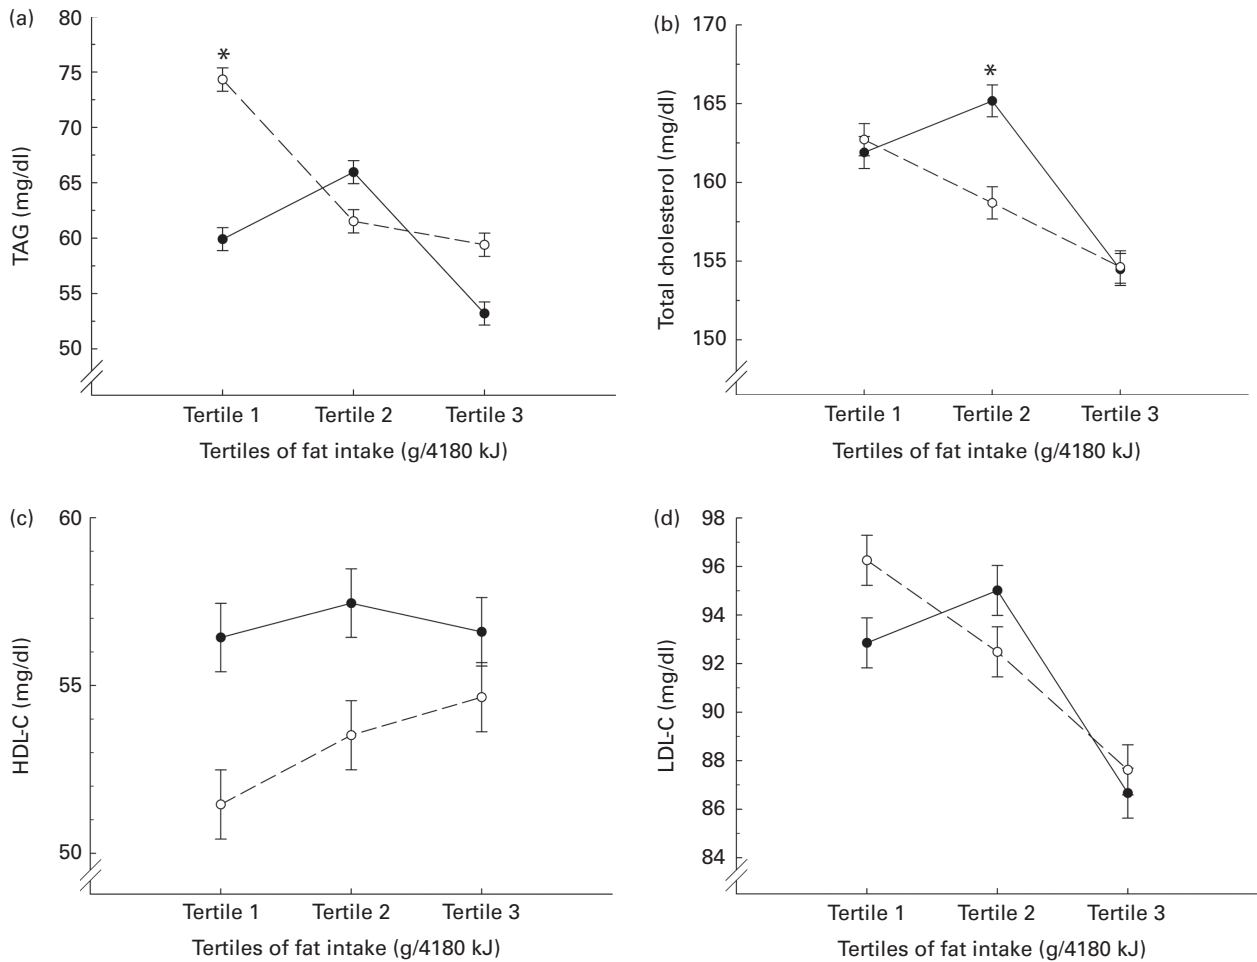 (a)
80
*
75
70
65
60
55
50
TAG (mg/dl)
Tertile 1 Tertile 2 Tertile 3
Tertiles of fat intake (g/4180 kJ)
(b)
170
*
165
160
155
150
Total cholesterol (mg/dl)
Tertile 1 Tertile 2 Tertile 3
Tertiles of fat intake (g/4180 kJ)
(c)
60
55
50
HDL-C (mg/dl)
Tertile 1 Tertile 2 Tertile 3
Tertiles of fat intake (g/4180 kJ)
(d)
98
96
94
92
90
88
86
84
LDL-C (mg/dl)
Tertile 1 Tertile 2 Tertile 3
Tertiles of fat intake (g/4180 kJ)